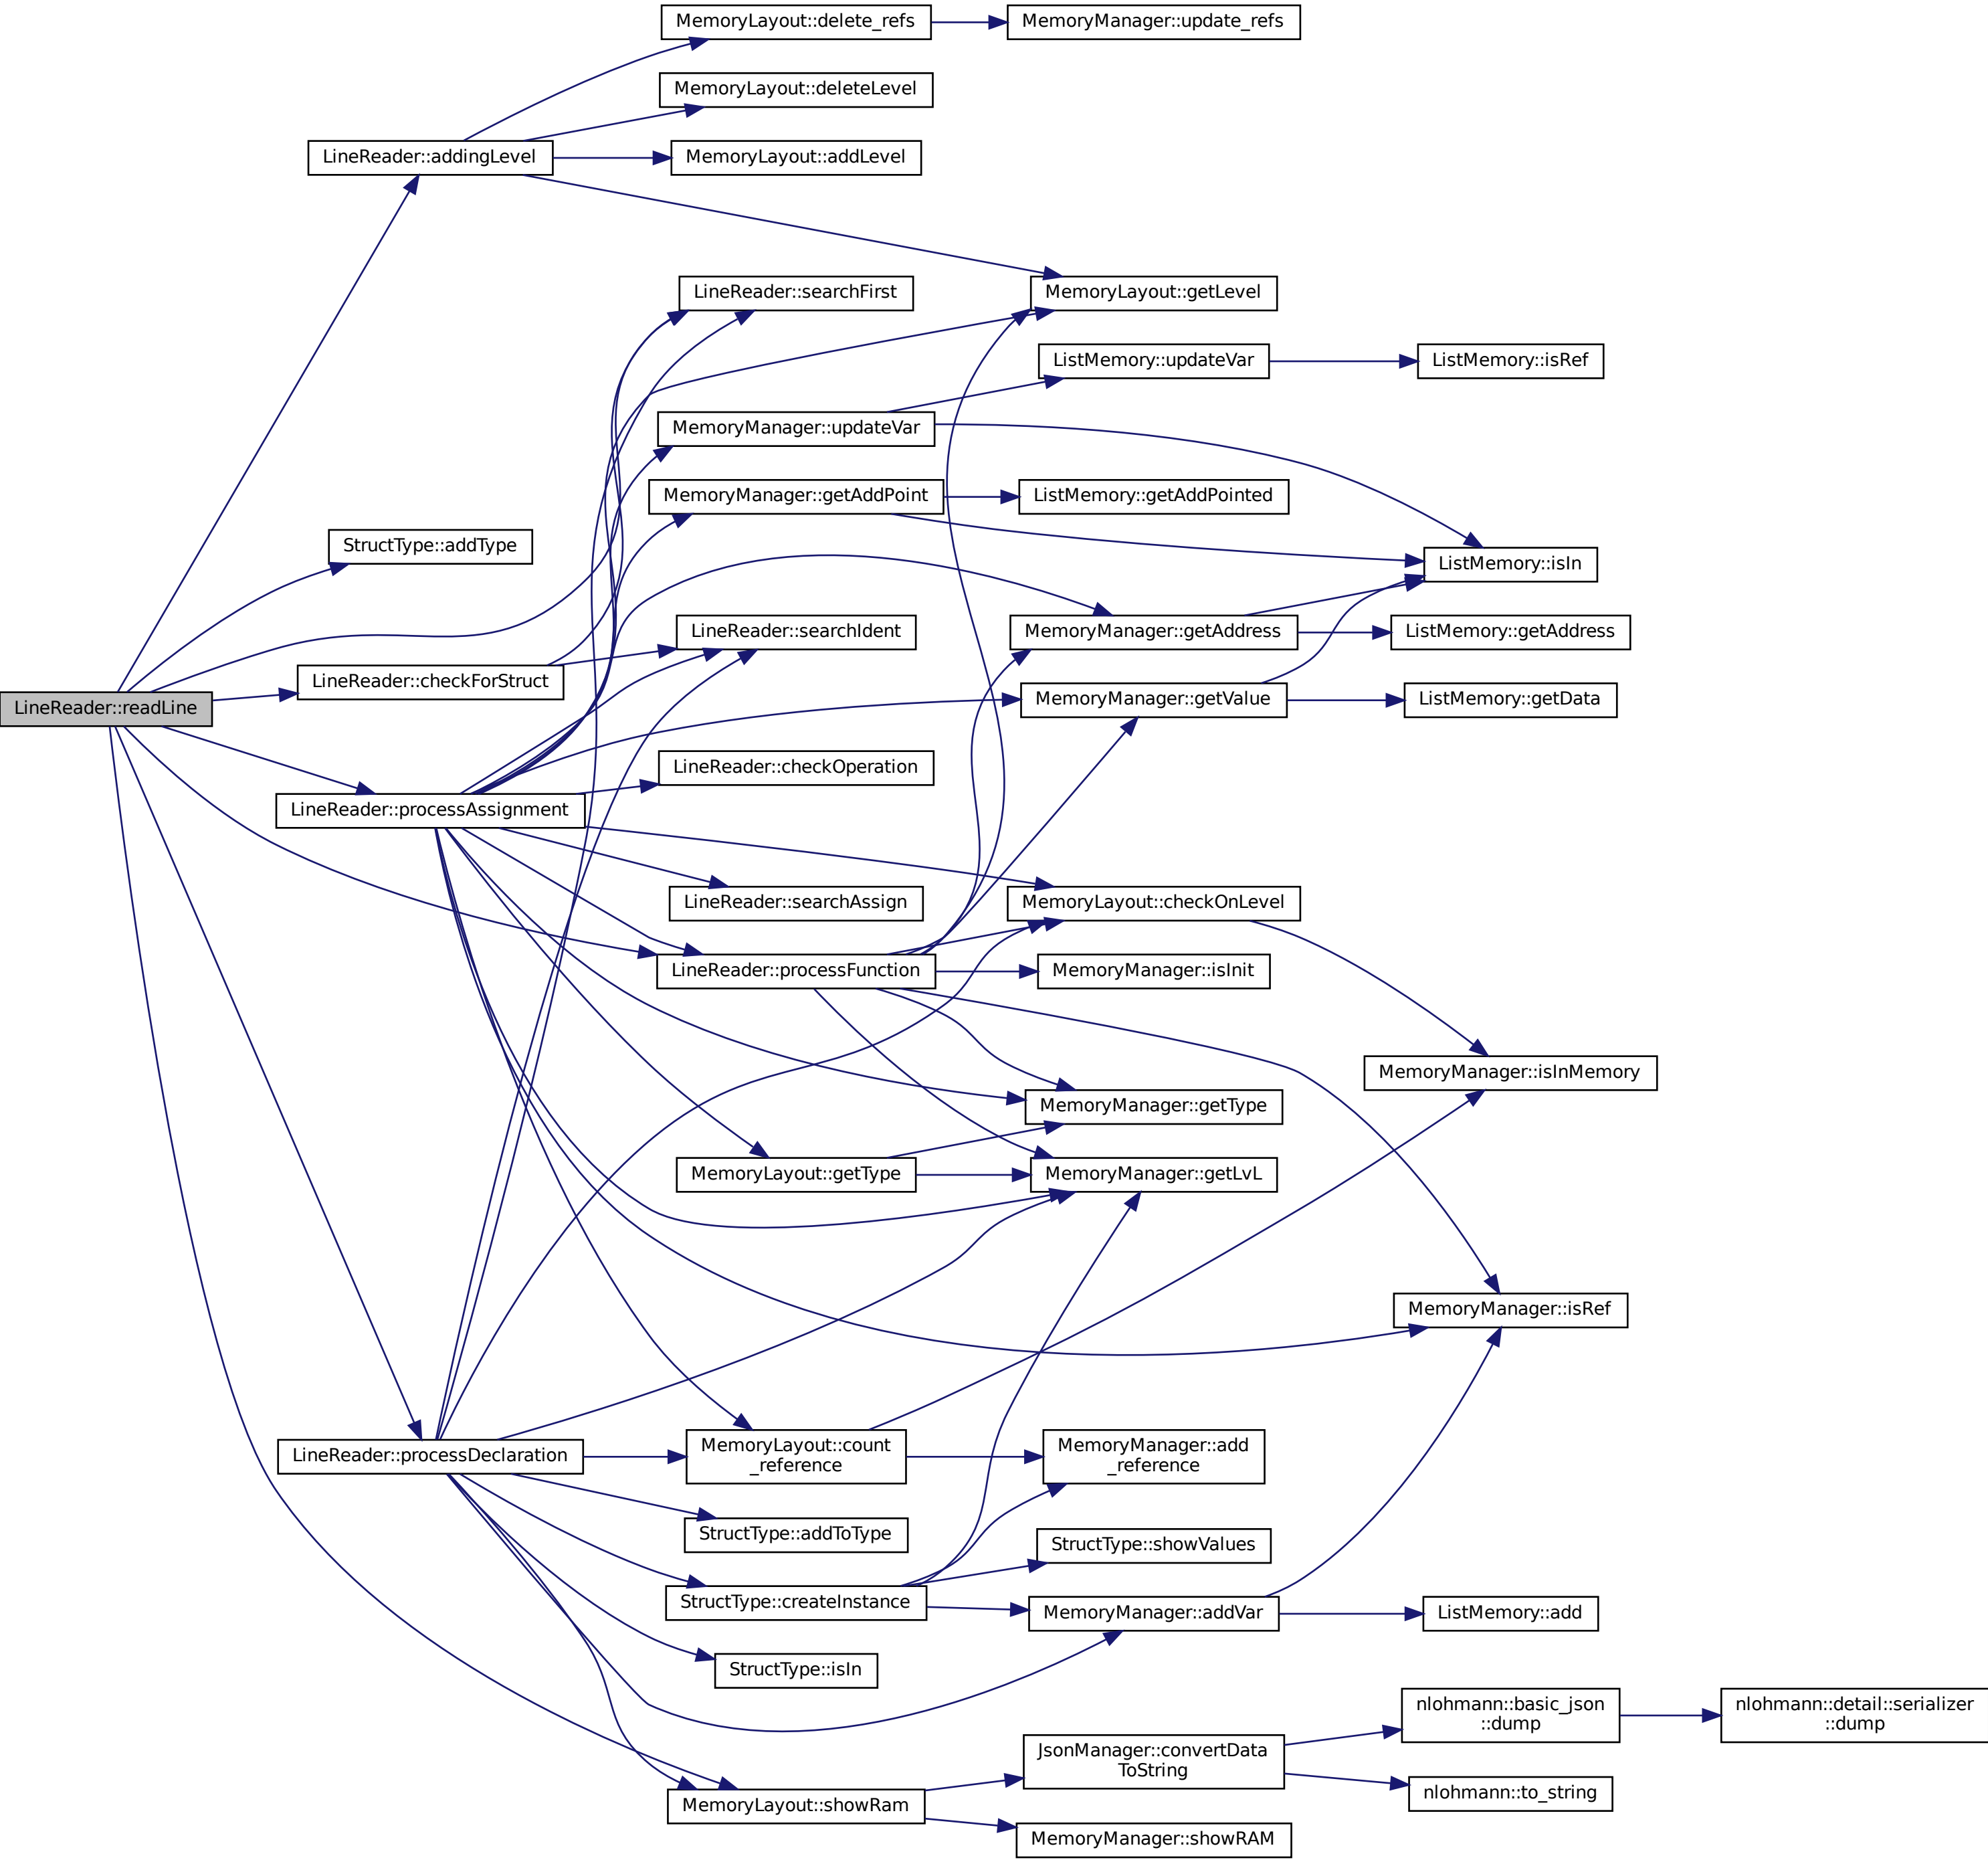 MemoryLayout::delete_refs
MemoryManager::update_refs
MemoryLayout::deleteLevel
LineReader::addingLevel
MemoryLayout::addLevel
LineReader::searchFirst
MemoryLayout::getLevel
ListMemory::updateVar
ListMemory::isRef
MemoryManager::updateVar
MemoryManager::getAddPoint
ListMemory::getAddPointed
StructType::addType
ListMemory::isIn
LineReader::searchIdent
MemoryManager::getAddress
ListMemory::getAddress
LineReader::checkForStruct
LineReader::readLine
MemoryManager::getValue
ListMemory::getData
LineReader::checkOperation
LineReader::processAssignment
LineReader::searchAssign
MemoryLayout::checkOnLevel
LineReader::processFunction
MemoryManager::isInit
MemoryManager::isInMemory
MemoryManager::getType
MemoryLayout::getType
MemoryManager::getLvL
MemoryManager::isRef
LineReader::processDeclaration
MemoryLayout::count
_reference
MemoryManager::add
_reference
StructType::addToType
StructType::showValues
StructType::createInstance
MemoryManager::addVar
ListMemory::add
StructType::isIn
nlohmann::basic_json
::dump
nlohmann::detail::serializer
::dump
JsonManager::convertData
ToString
nlohmann::to_string
MemoryLayout::showRam
MemoryManager::showRAM